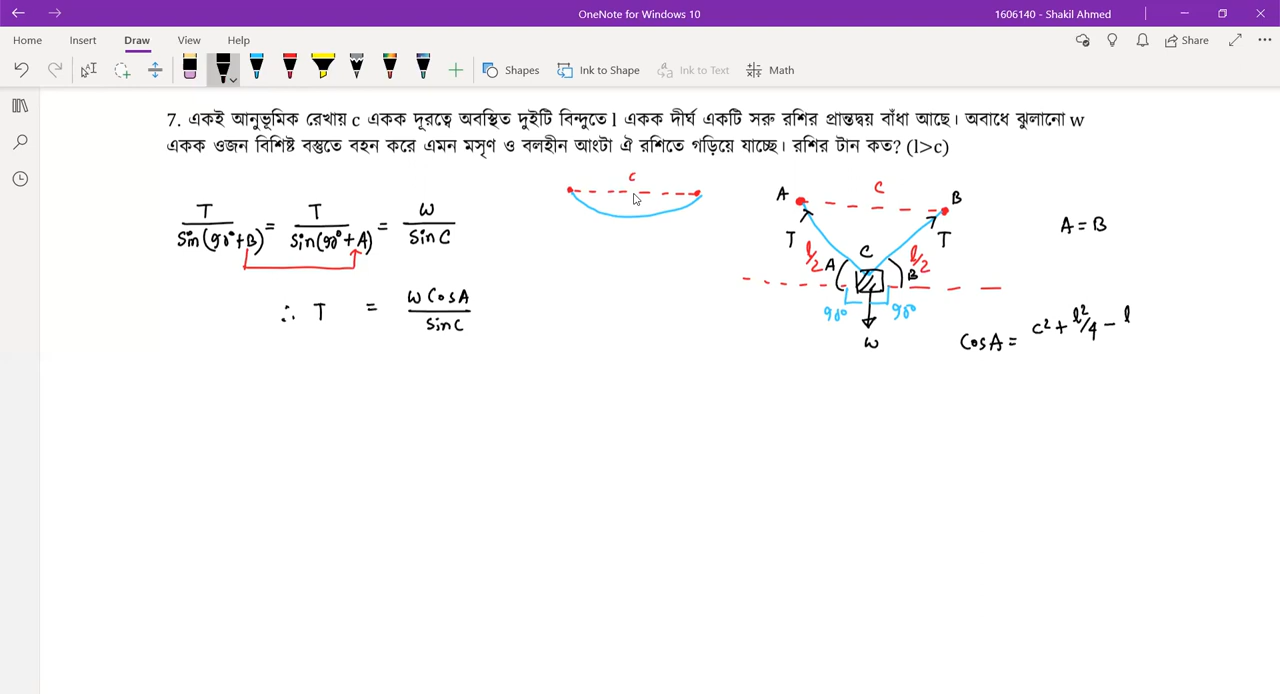 OneNote for Windows 10
1606140 - Shakil Ahmed
Home Insert Draw View Help
Share
Shapes Ink to Shape Ink to Text Math
7. একই আনুভূমিক রেখায় c একক দূরত্বে অবস্থিত দুইটি বিন্দুতে l একক দীর্ঘ একটি সরু রশির প্রান্তদ্বয় বাঁধা আছে। অবাধে ঝুলানো w
একক ওজন বিশিষ্ট বস্তুতে বহন করে এমন মসৃণ ও বলহীন আংটা ঐ রশিতে গড়িয়ে যাচ্ছে। রশির টান কত? (l>c)
T/sin(90°+B) = T/sin(90°+A) = W/sinC
∴ T = W CosA/sinC
c
A c B
T T
l/2 A C B l/2
90° 90°
W
A = B
CosA = c² + l²/4 - l